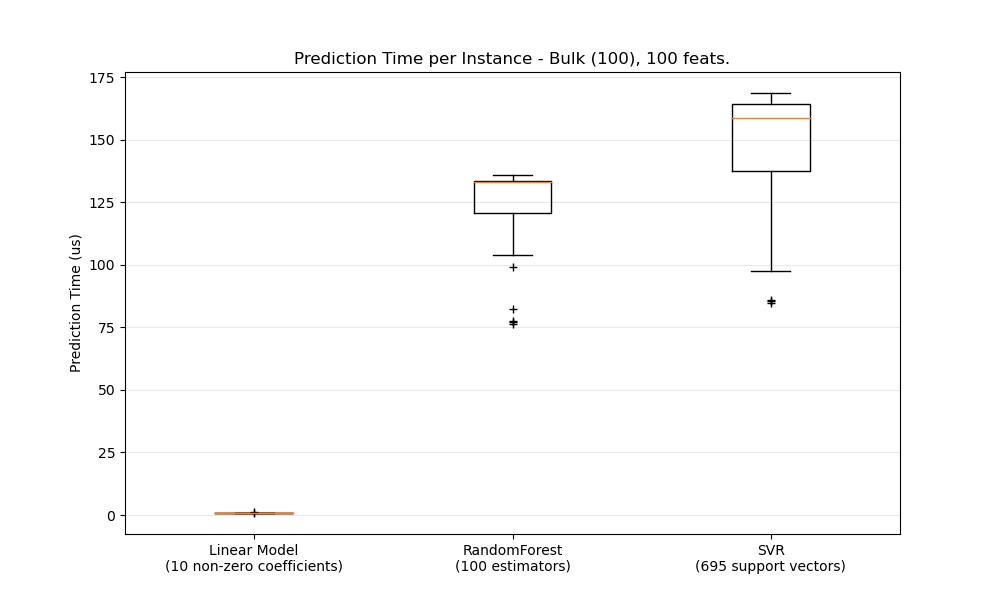 Prediction Time per Instance - Bulk (100), 100 feats.
175
150
125
100
75
50
25
0
Prediction Time (us)
Linear Model
(10 non-zero coefficients)
RandomForest
(100 estimators)
SVR
(695 support vectors)